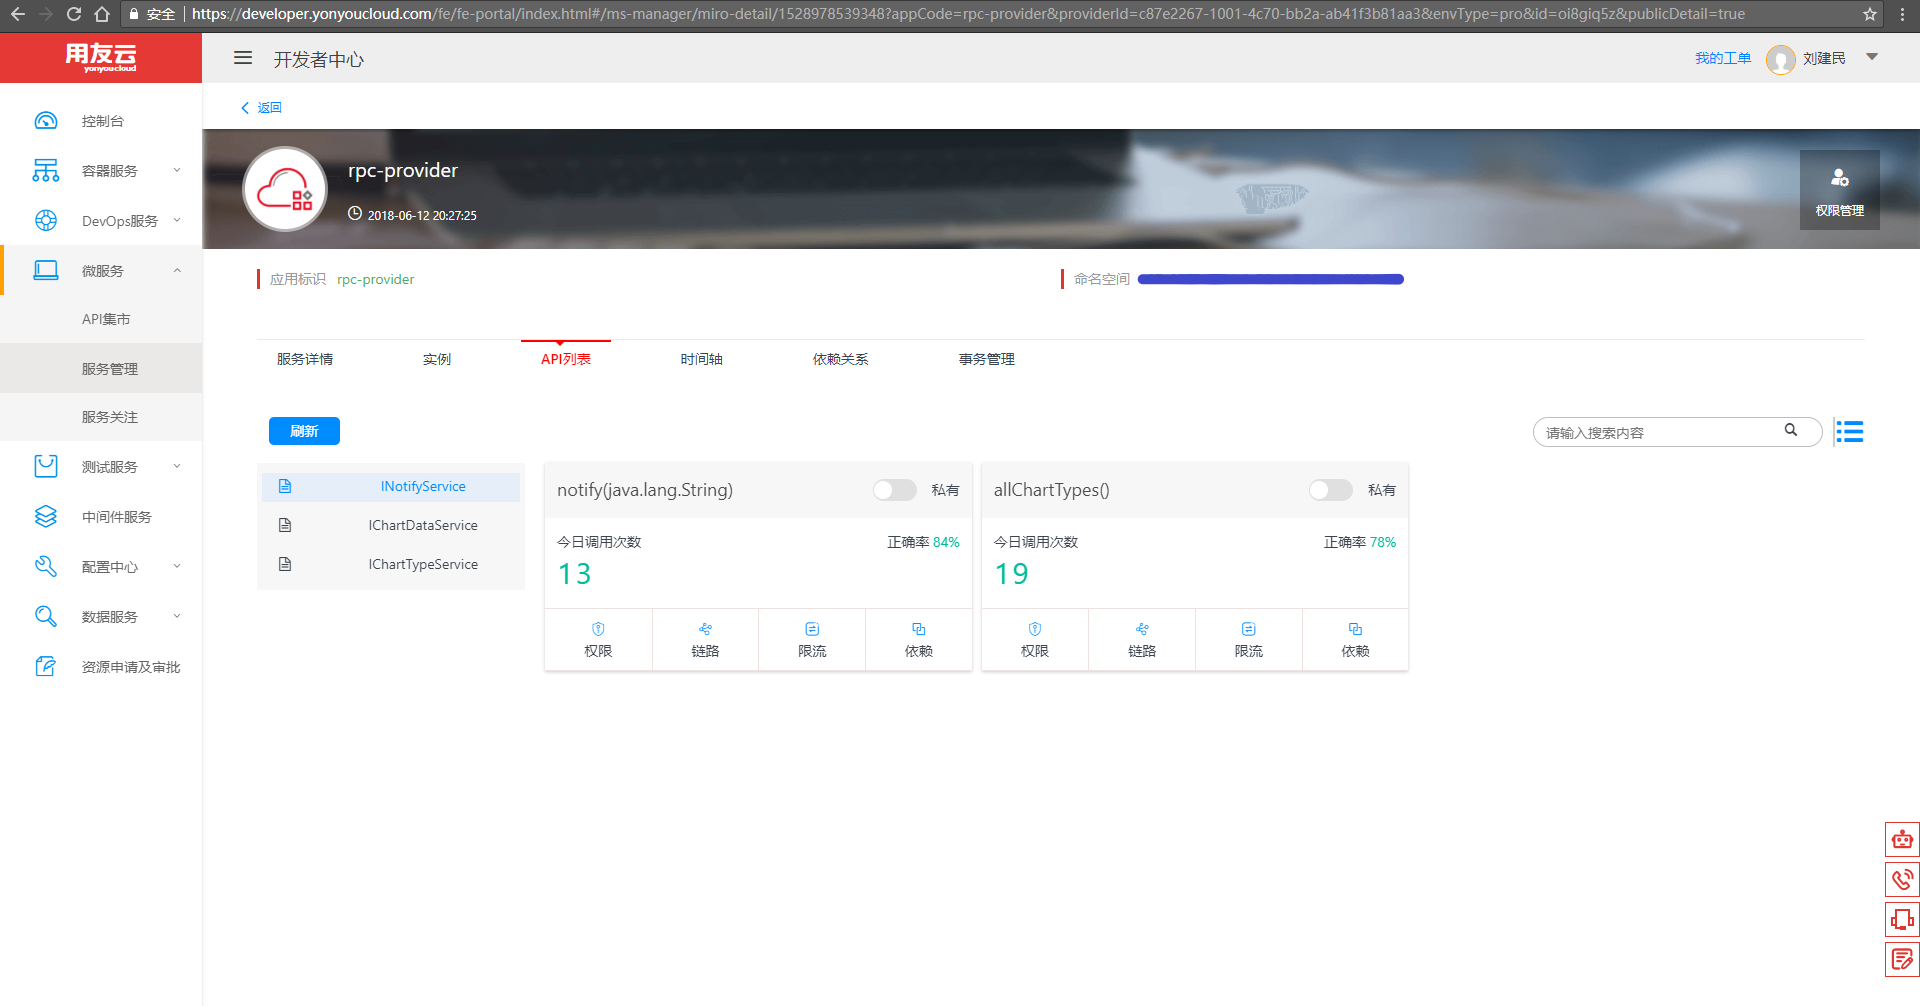 安全 https://developer.yonyoucloud.com/fe/fe-portal/index.html#/ms-manager/miro-detail/1528978539348?appCode=rpc-provider&providerId=c87e2267-1001-4c70-bb2a-ab41f3b81aa3&envType=pro&id=oi8giq5z&publicDetail=true
用友云
yonyoucloud
开发者中心
我的工单
刘建民
返回
控制台
容器服务
DevOps服务
微服务
API集市
服务管理
服务关注
测试服务
中间件服务
配置中心
数据服务
资源申请及审批
rpc-provider
2018-06-12 20:27:25
权限管理
应用标识 rpc-provider
命名空间
服务详情 实例 API列表 时间轴 依赖关系 事务管理
刷新
请输入搜索内容
INotifyService
IChartDataService
IChartTypeService
notify(java.lang.String) 私有
今日调用次数 正确率 84%
13
权限 链路 限流 依赖
allChartTypes() 私有
今日调用次数 正确率 78%
19
权限 链路 限流 依赖